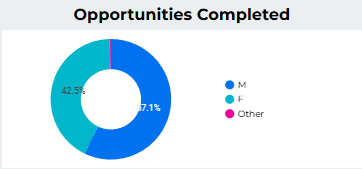 Opportunities Completed
42.5%
57.1%
M
F
Other